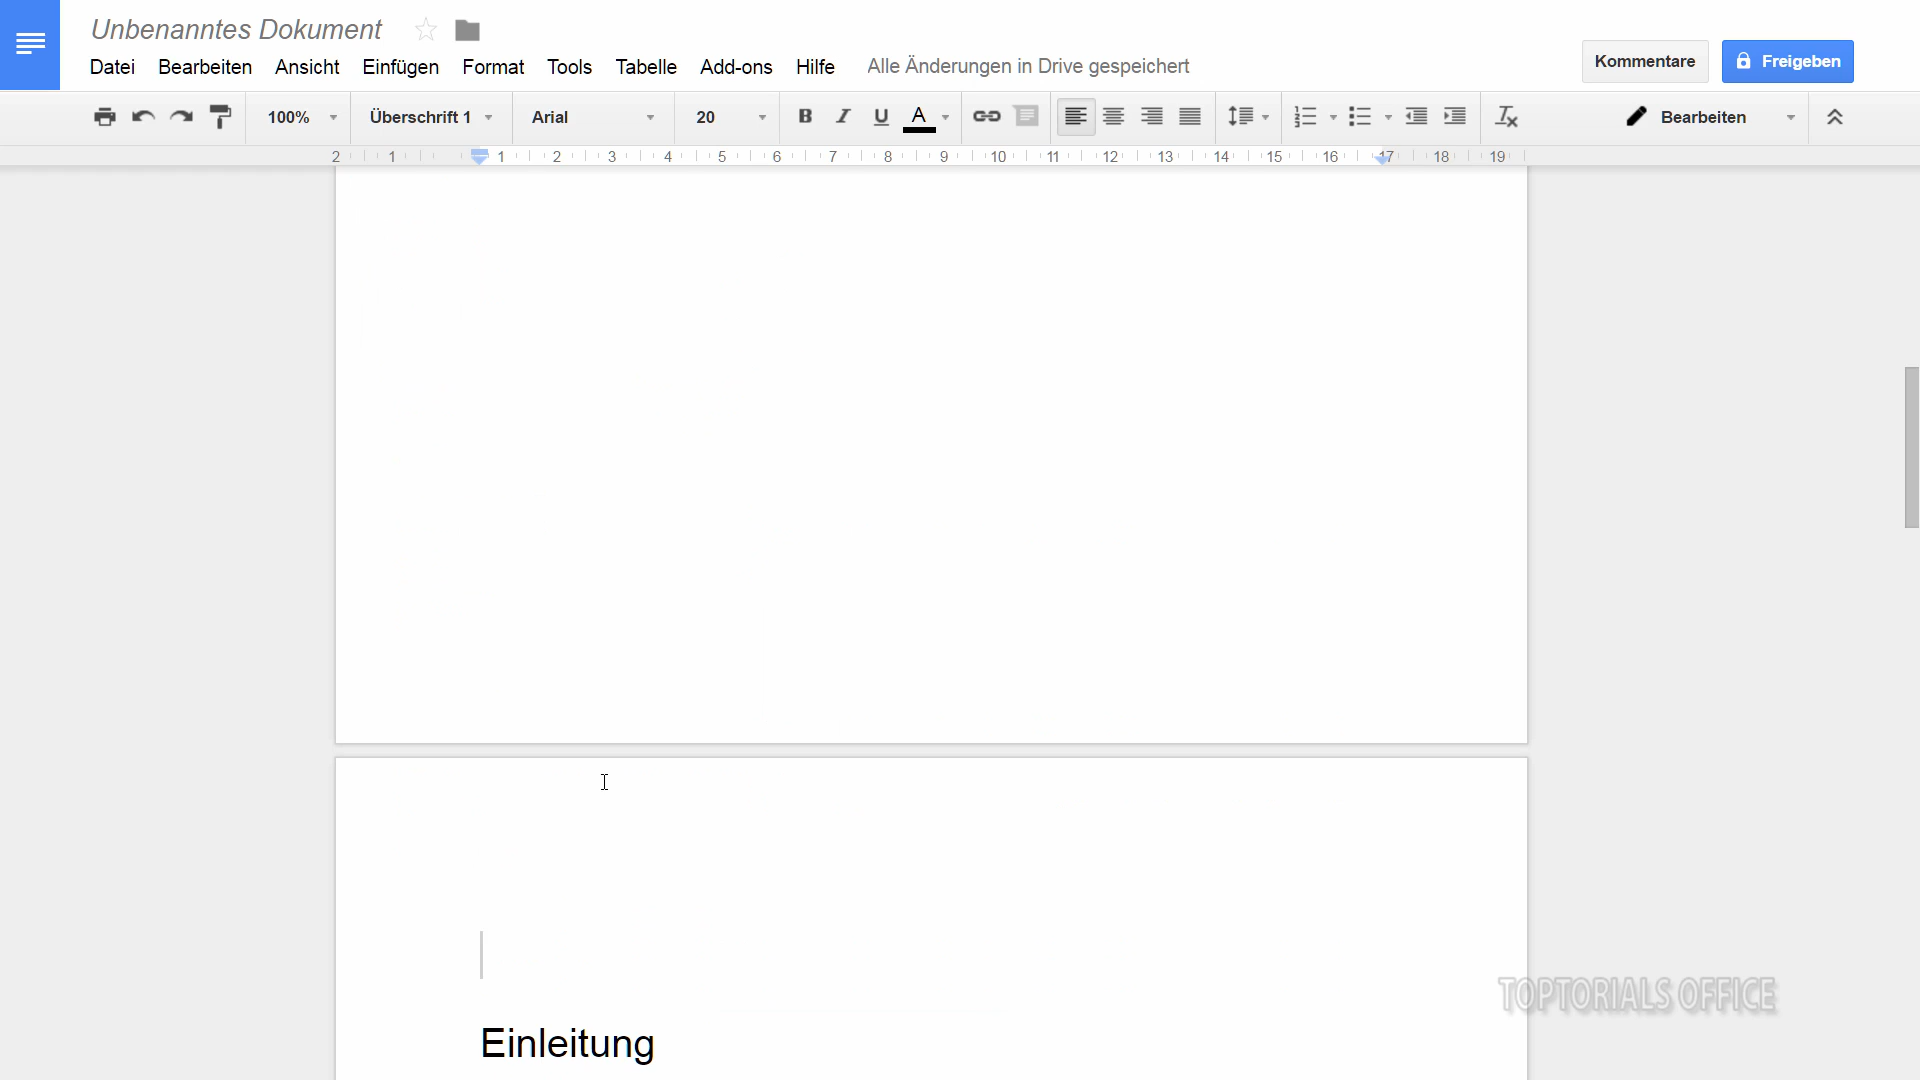 Unbenanntes Dokument
Datei Bearbeiten Ansicht Einfügen Format Tools Tabelle Add-ons Hilfe Alle Änderungen in Drive gespeichert
Kommentare Freigeben
100% Überschrift 1 Arial 20 B I U A Bearbeiten
2 1 1 2 3 4 5 6 7 8 9 10 11 12 13 14 15 16 17 18 19
TOPTORIALS OFFICE
Einleitung